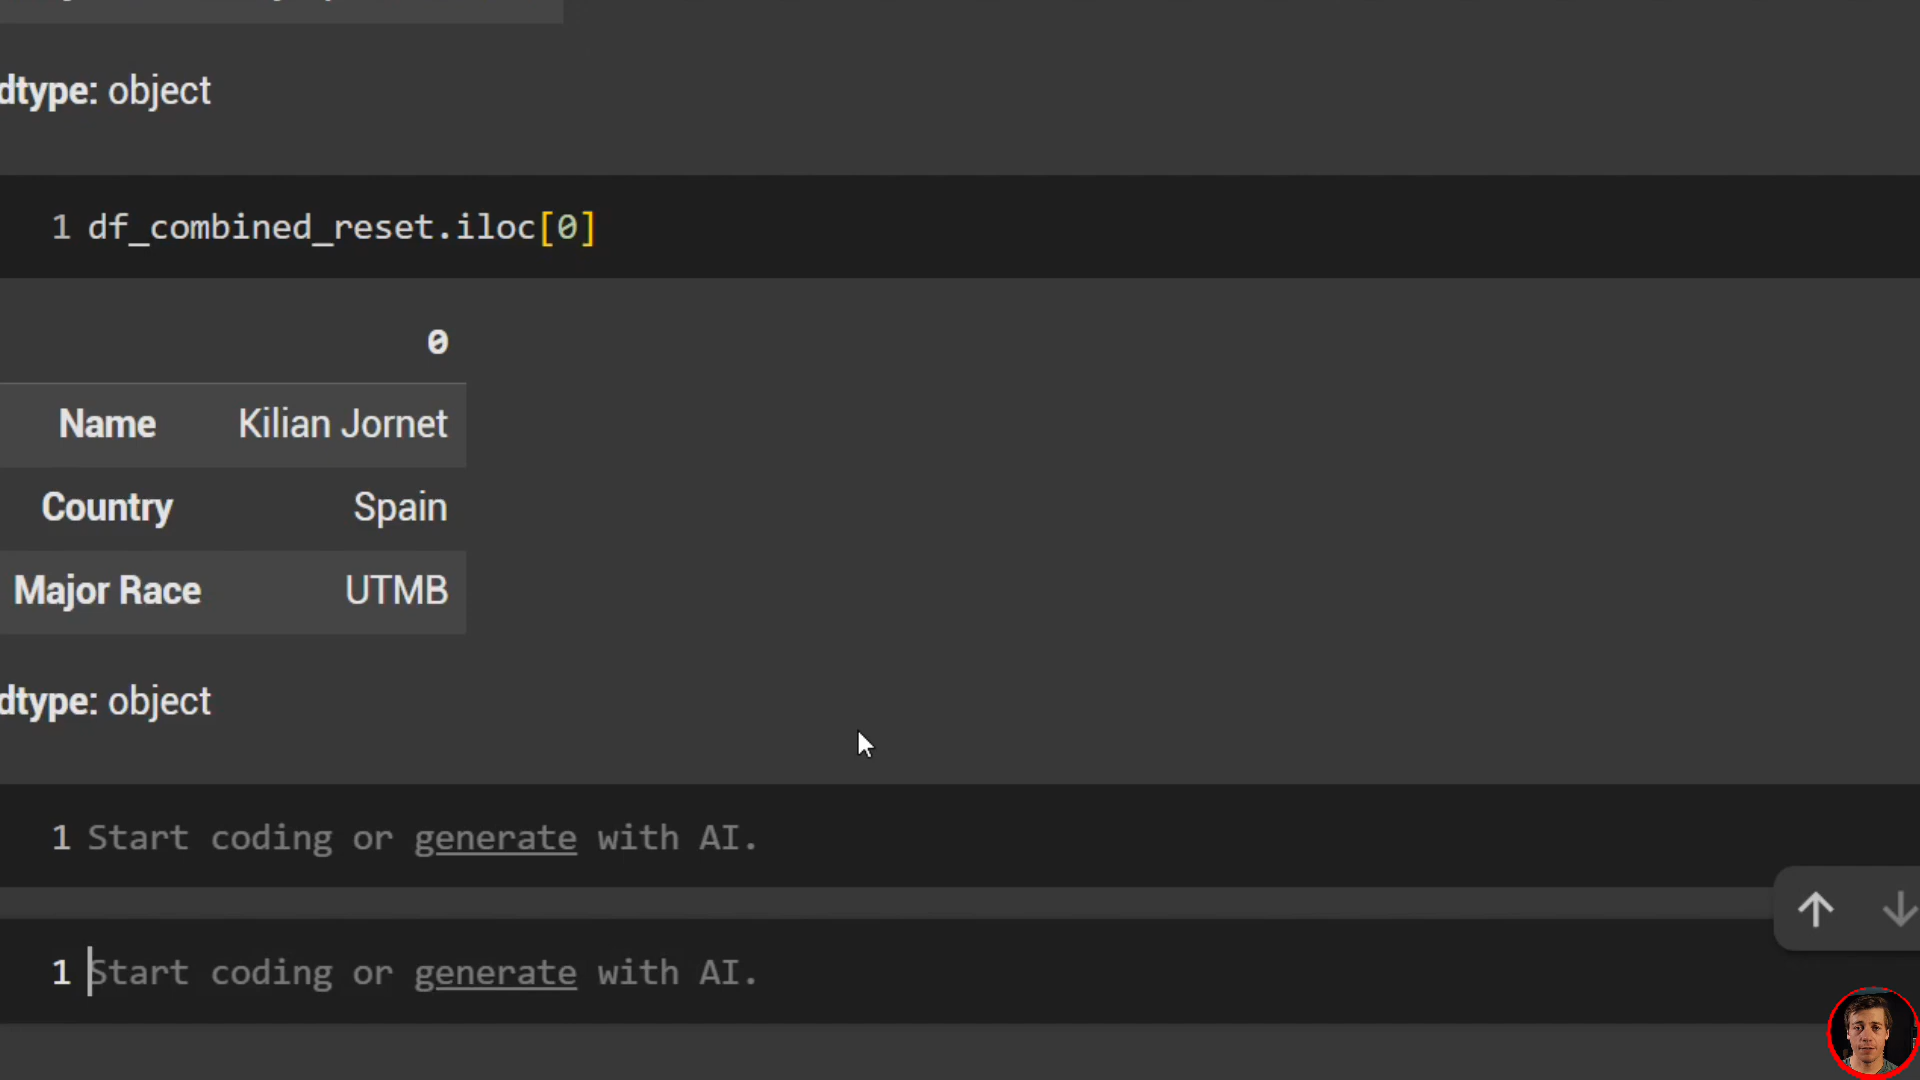 dtype: object
1 df_combined_reset.iloc[0]
0
Name Kilian Jornet
Country Spain
Major Race UTMB
dtype: object
1 Start coding or generate with AI.
1 Start coding or generate with AI.